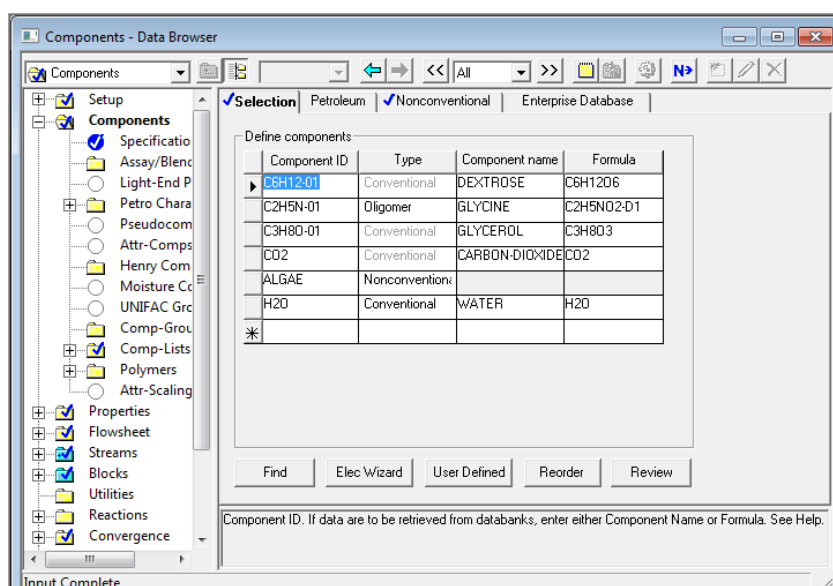 Components - Data Browser
Components
<< All >> N>
Setup
Components
Specificatio
Assay/Blenc
Light-End P
Petro Chara
Pseudocom
Attr-Comps
Henry Com
Moisture Cc
UNIFAC Grc
Comp-Grou
Comp-Lists
Polymers
Attr-Scaling
Properties
Flowsheet
Streams
Blocks
Utilities
Reactions
Convergence
Selection Petroleum Nonconventional Enterprise Database
Define components
Component ID Type Component name Formula
C6H12-01 Conventional DEXTROSE C6H12O6
C2H5N-01 Oligomer GLYCINE C2H5NO2-D1
C3H8O-01 Conventional GLYCEROL C3H8O3
CO2 Conventional CARBON-DIOXIDE CO2
ALGAE Nonconventiona
H2O Conventional WATER H2O
Find Elec Wizard User Defined Reorder Review
Component ID. If data are to be retrieved from databanks, enter either Component Name or Formula. See Help.
Input Complete